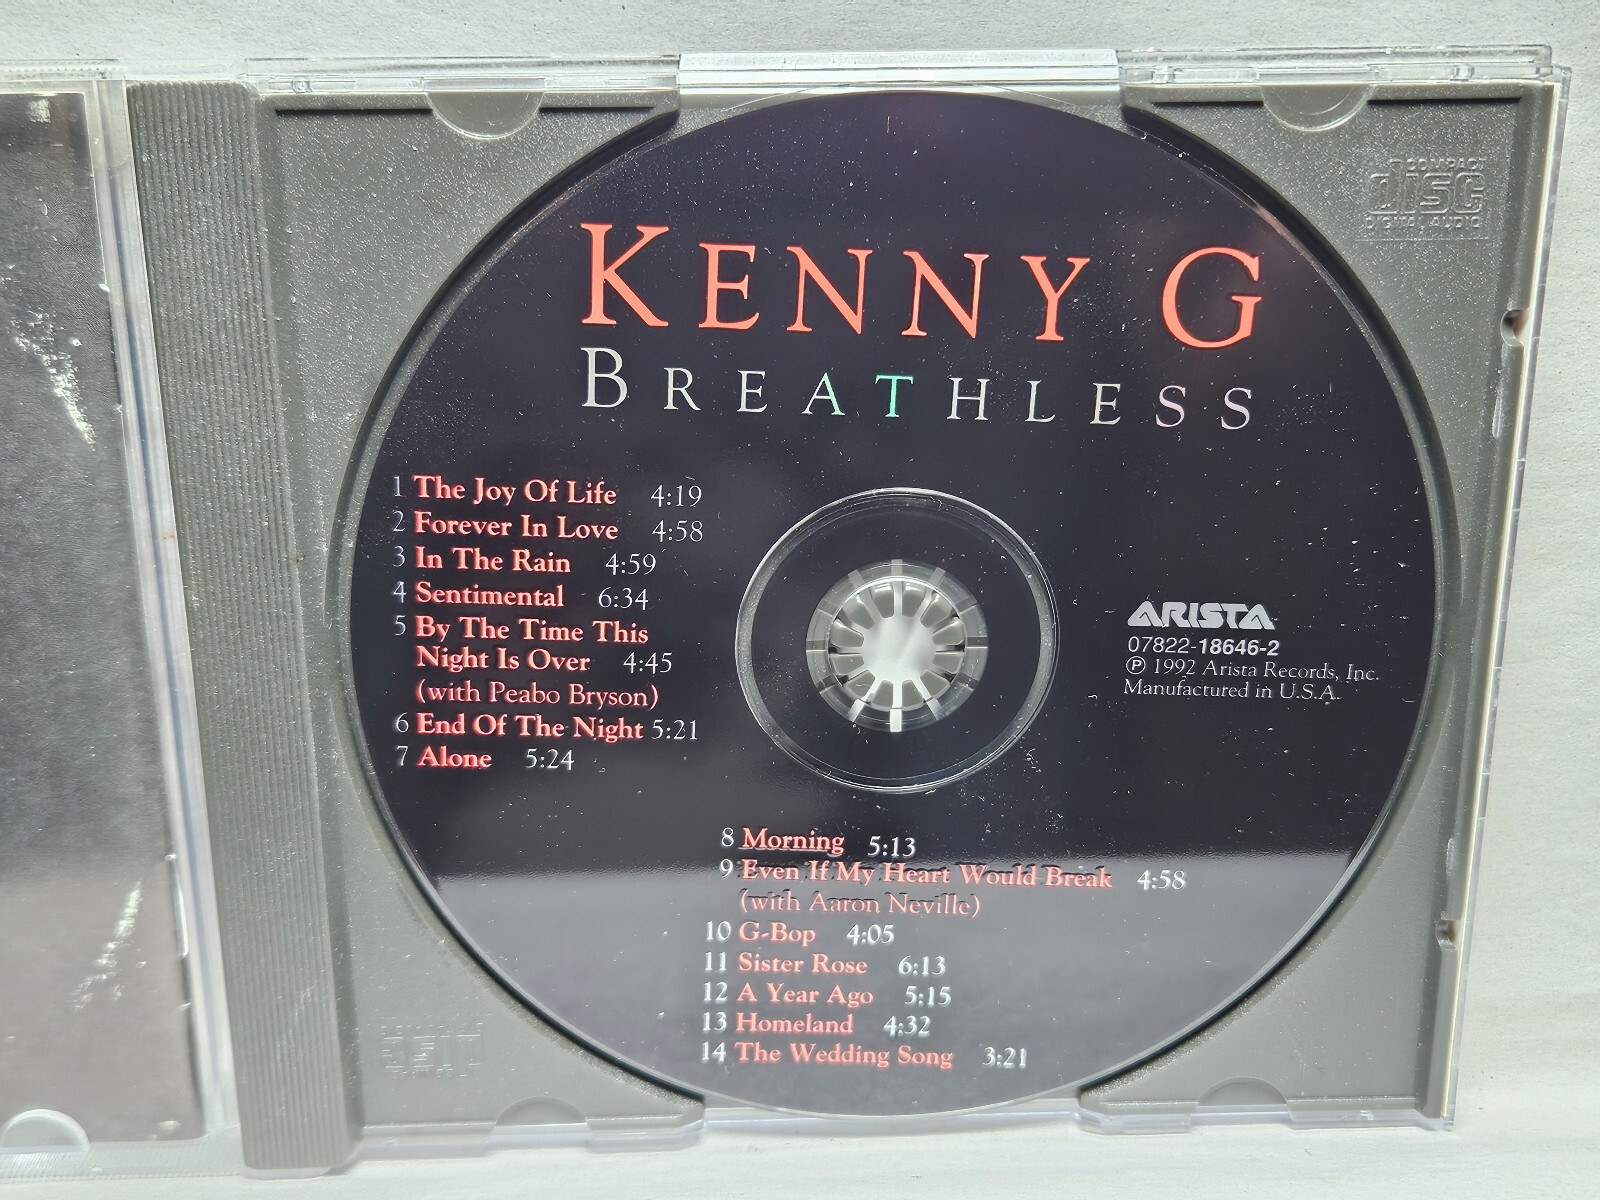 COMPACT
disc
DIGITAL AUDIO
KENNY G
BREATHLESS
1 The Joy Of Life 4:19
2 Forever In Love 4:58
3 In The Rain 4:59
4 Sentimental 6:34
5 By The Time This
Night Is Over 4:45
(with Peabo Bryson)
6 End Of The Night 5:21
7 Alone 5:24
ARISTA
07822-18646-2
℗ 1992 Arista Records, Inc.
Manufactured in U.S.A.
8 Morning 5:13
9 Even If My Heart Would Break 4:58
(with Aaron Neville)
10 G-Bop 4:05
11 Sister Rose 6:13
12 A Year Ago 5:15
13 Homeland 4:32
14 The Wedding Song 3:21